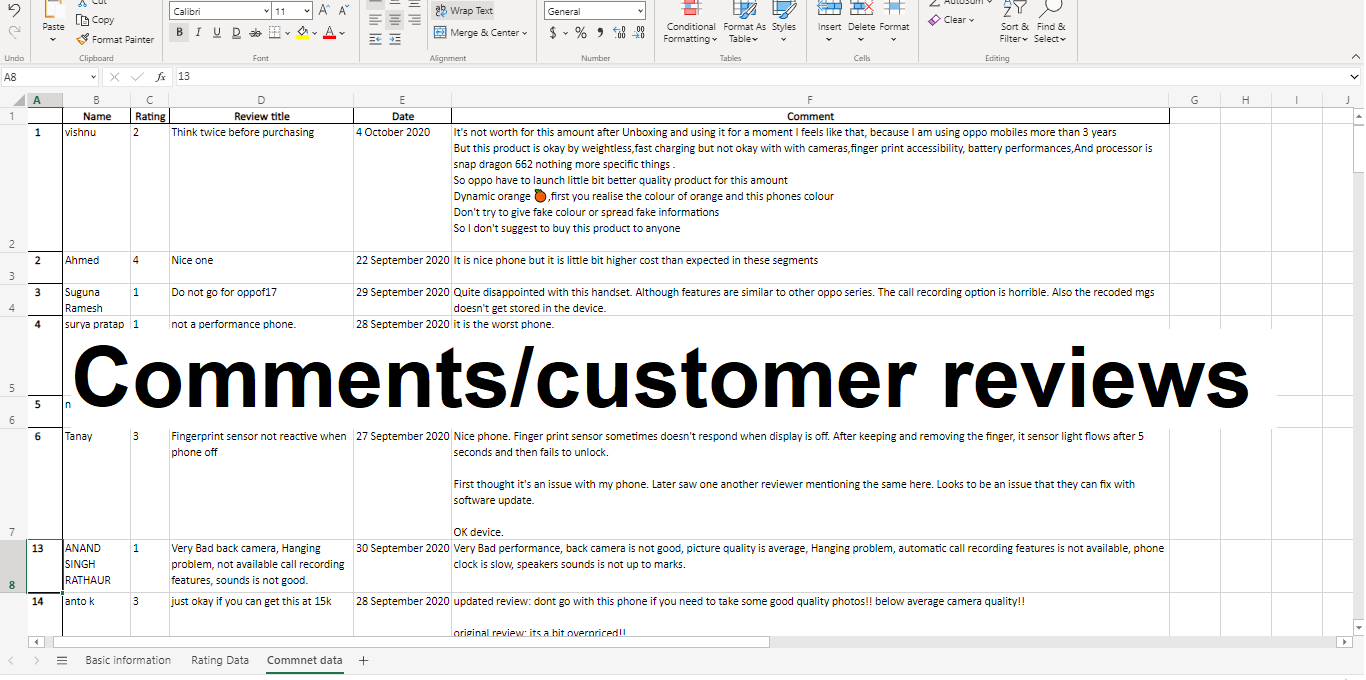 Cut
Calibri 11 A A
Wrap Text
General
Paste
Copy
Format Painter
B I U D ab A
Merge & Center
$ % 9 .00 .00
Conditional Formatting
Format As Table
Styles
Insert Delete Format
AutoSum
Clear
Sort & Filter
Find & Select
Undo Clipboard Font Alignment Number Tables Cells Editing
A8 fx 13
A B C D E F G H I J
1 Name Rating Review title Date Comment
1 vishnu 2 Think twice before purchasing 4 October 2020 It's not worth for this amount after Unboxing and using it for a moment I feels like that, because I am using oppo mobiles more than 3 years
But this product is okay by weightless,fast charging but not okay with with cameras,finger print accessibility, battery performances,And processor is
snap dragon 662 nothing more specific things .
So oppo have to launch little bit better quality product for this amount
Dynamic orange 🍊,first you realise the colour of orange and this phones colour
Don't try to give fake colour or spread fake informations
So I don't suggest to buy this product to anyone
2
2 Ahmed 4 Nice one 22 September 2020 It is nice phone but it is little bit higher cost than expected in these segments
3
3 Suguna 1 Do not go for oppof17 29 September 2020 Quite disappointed with this handset. Although features are similar to other oppo series. The call recording option is horrible. Also the recoded mgs
4 Ramesh doesn't get stored in the device.
4 surya pratap 1 not a performance phone. 28 September 2020 it is the worst phone.
Comments/customer reviews
5
5 n
6
6 Tanay 3 Fingerprint sensor not reactive when 27 September 2020 Nice phone. Finger print sensor sometimes doesn't respond when display is off. After keeping and removing the finger, it sensor light flows after 5
phone off seconds and then fails to unlock.
First thought it's an issue with my phone. Later saw one another reviewer mentioning the same here. Looks to be an issue that they can fix with
software update.
7 OK device.
13 ANAND 1 Very Bad back camera, Hanging 30 September 2020 Very Bad performance, back camera is not good, picture quality is average, Hanging problem, automatic call recording features is not available, phone
SINGH problem, not available call recording clock is slow, speakers sounds is not up to marks.
8 RATHAUR features, sounds is not good.
14 anto k 3 just okay if you can get this at 15k 28 September 2020 updated review: dont go with this phone if you need to take some good quality photos!! below average camera quality!!
original review: its a bit overpriced!!
Basic information Rating Data Commnet data